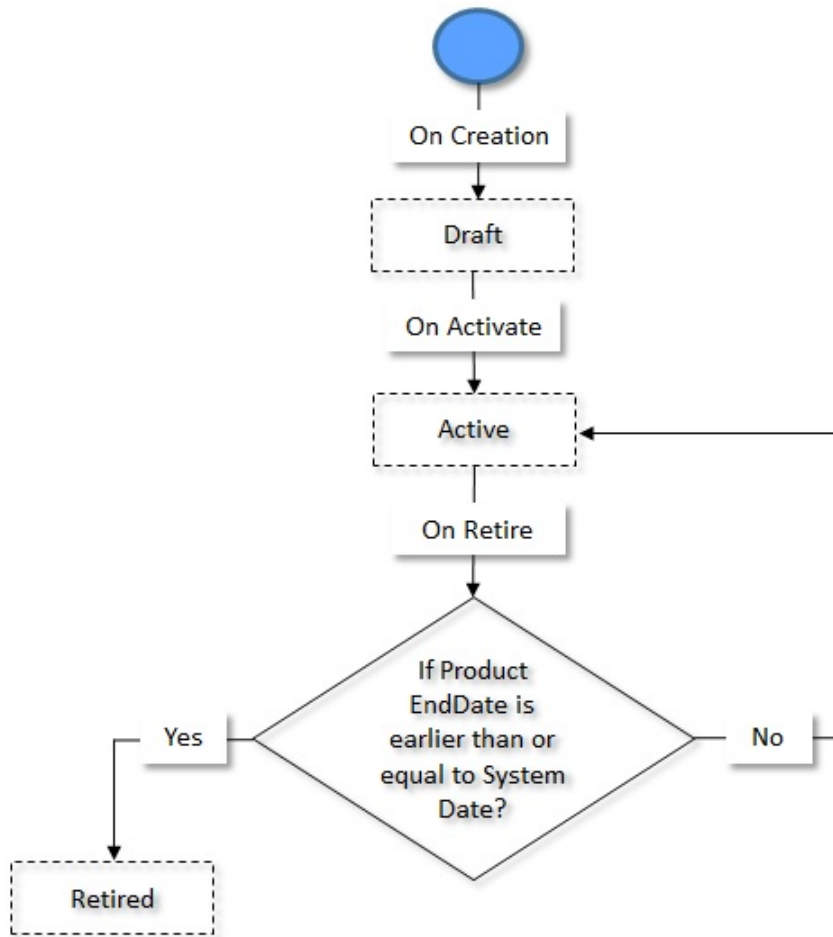 On Creation
Draft
On Activate
Active
On Retire
If Product
EndDate is
earlier than or
equal to System
Date?
Yes
No
Retired